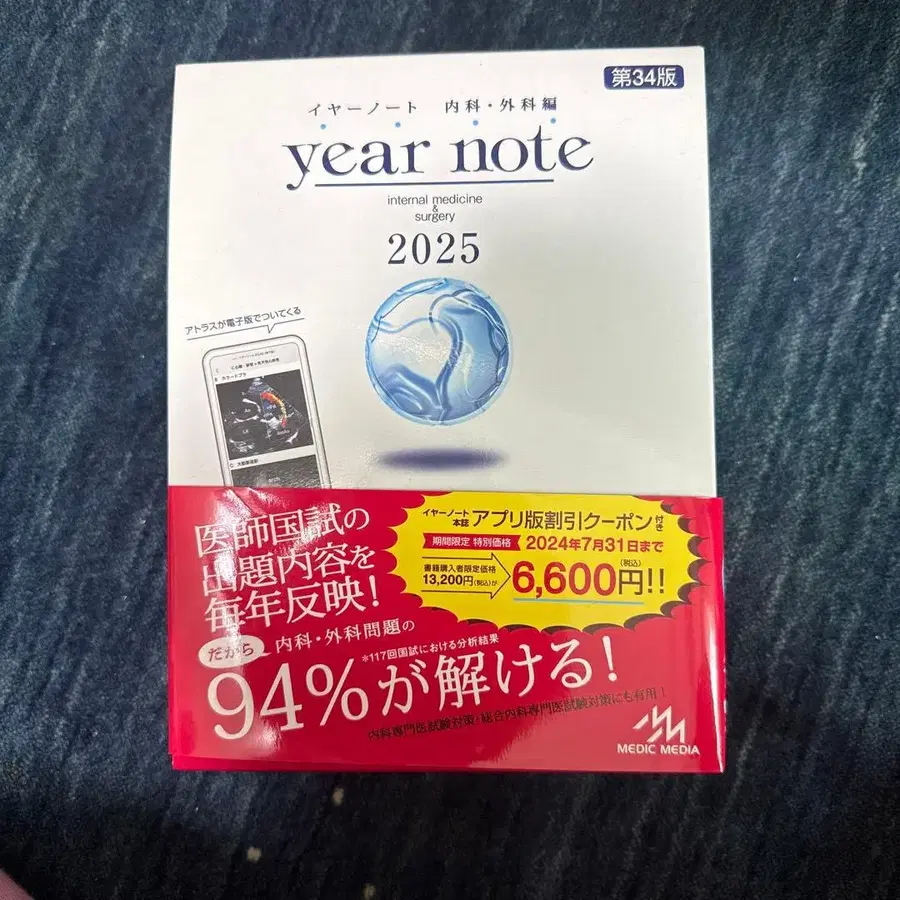 第34版
イヤーノート 内科・外科編
year note
internal medicine
&
surgery
2025
アトラスが電子版でついてくる
医師国試の
出題内容を
毎年反映!
イヤーノート本誌 アプリ版割引クーポン付き
期間限定 特別価格 2024年7月31日まで
書籍購入者限定価格
13,200円(税込)が
6,600円!!(税込)
だから 内科・外科問題の
*117回国試における分析結果
94%が解ける!
内科専門医試験対策・総合内科専門医試験対策にも有用!
MEDIC MEDIA